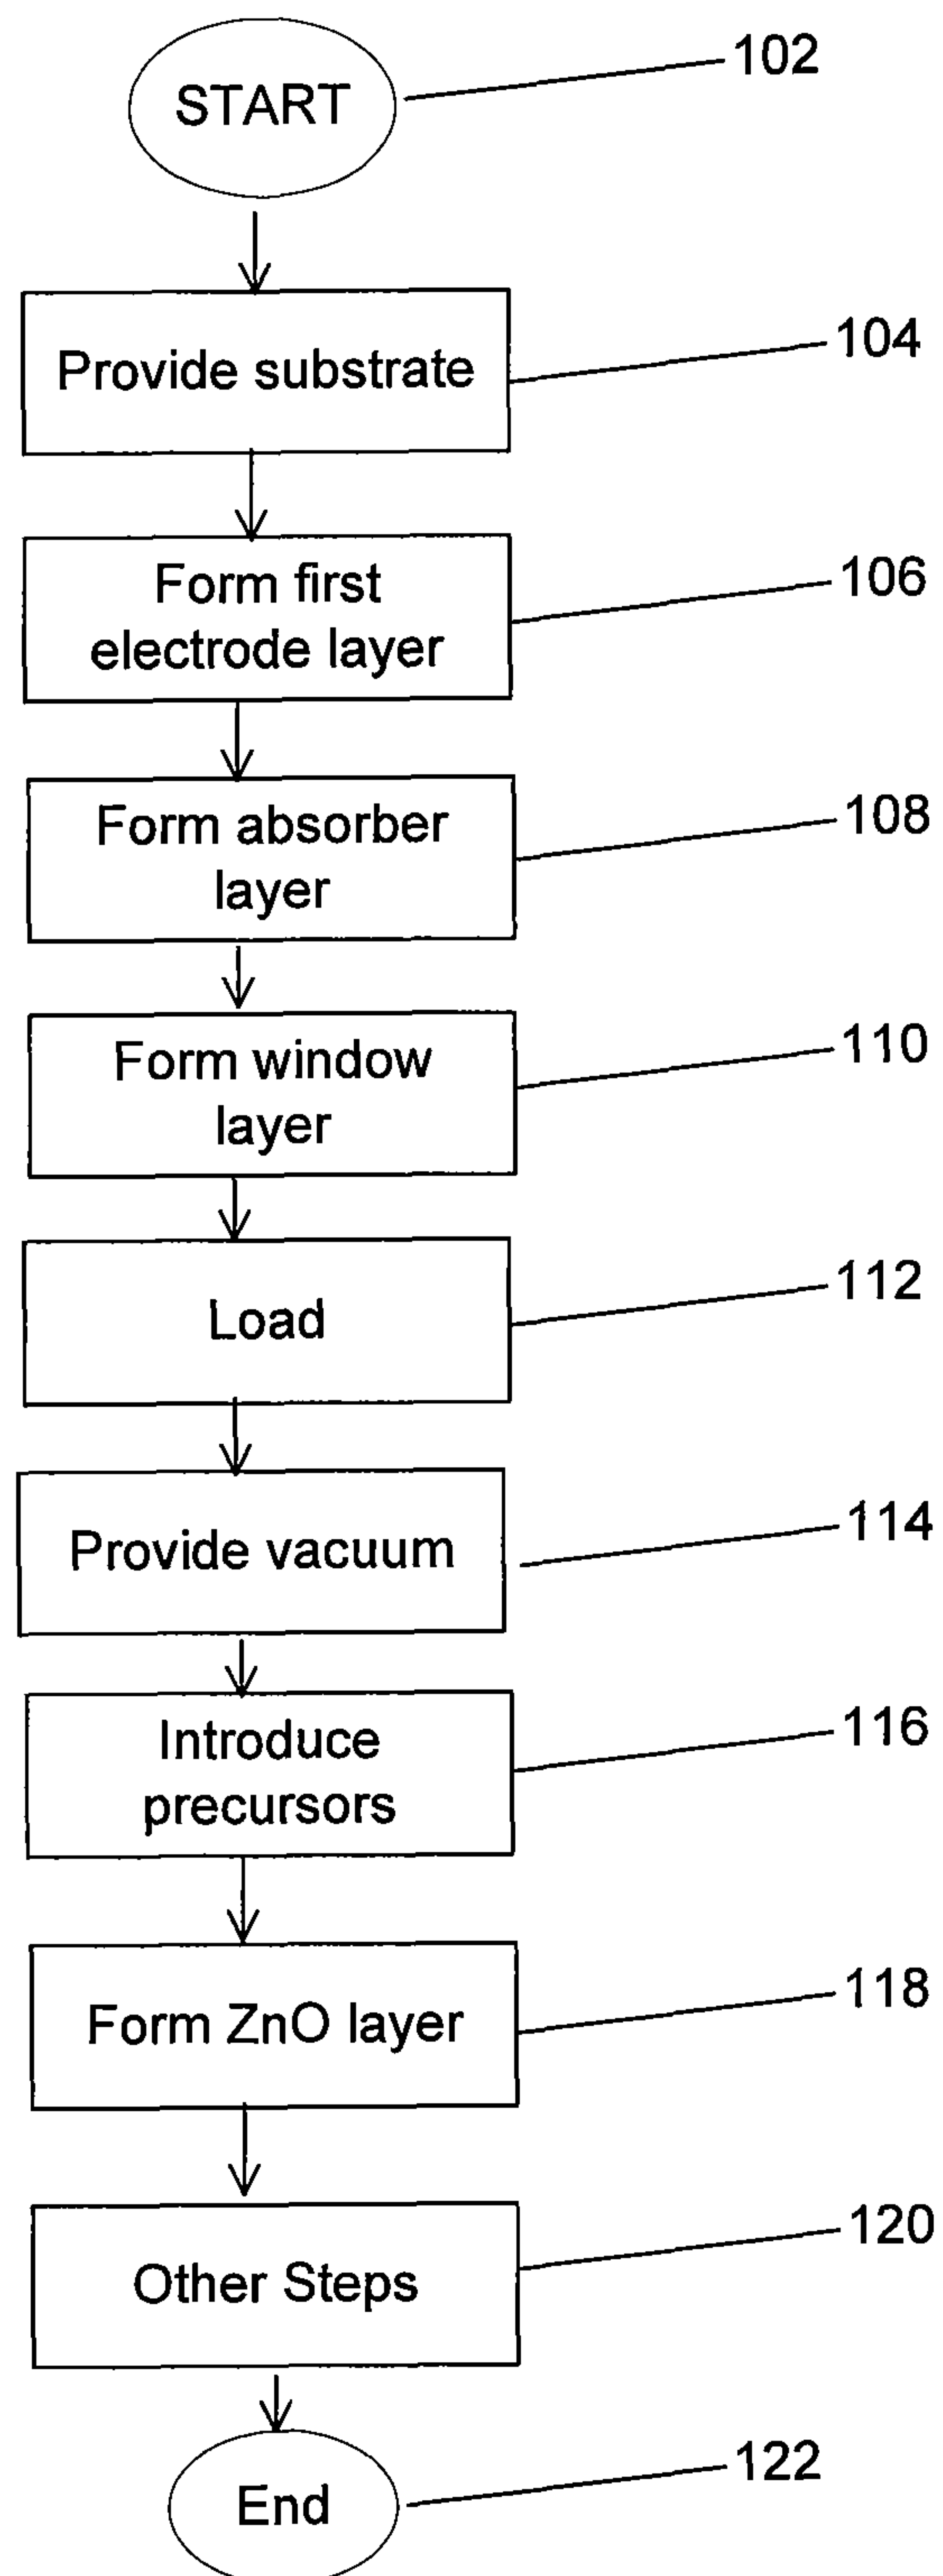 START
102
Provide substrate
104
Form first
electrode layer
106
Form absorber
layer
108
Form window
layer
110
Load
112
Provide vacuum
114
Introduce
precursors
116
Form ZnO layer
118
Other Steps
120
End
122